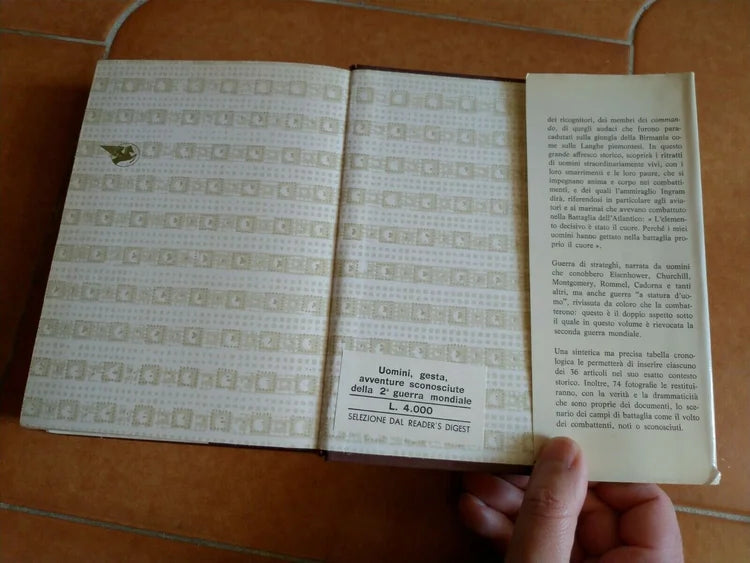 Uomini, gesta,
avventure sconosciute
della 2ª guerra mondiale
L. 4.000
SELEZIONE DAL READER'S DIGEST
dei ricognitori, dei membri dei comman-
do, di quegli audaci che furono para-
cadutati sulla giungla della Birmania co-
me sulle Langhe piemontesi. In questo
grande affresco storico, scoprirà i ritratti
di uomini straordinariamente vivi, con i
loro smarrimenti e le loro paure, che si
impegnano anima e corpo nei combatti-
menti, e dei quali l'ammiraglio Ingram
dirà, riferendosi in particolare agli avia-
tori e ai marinai che avevano combattuto
nella Battaglia dell'Atlantico: « L'elemen-
to decisivo è stato il cuore. Perché i miei
uomini hanno gettato nella battaglia pro-
prio il cuore ».
Guerra di strateghi, narrata da uomini
che conobbero Eisenhower, Churchill,
Montgomery, Rommel, Cadorna e tanti
altri, ma anche guerra "a statura d'uo-
mo", rivissuta da coloro che la combat-
terono: questo è il doppio aspetto sotto
il quale in questo volume è rievocata la
seconda guerra mondiale.
Una sintetica ma precisa tabella crono-
logica le permetterà di inserire ciascuno
dei 36 articoli nel suo esatto contesto
storico. Inoltre, 74 fotografie le restitui-
ranno, con la verità e la drammaticità
che sono proprie dei documenti, lo sce-
nario dei campi di battaglia come il volto
dei combattenti, noti o sconosciuti.